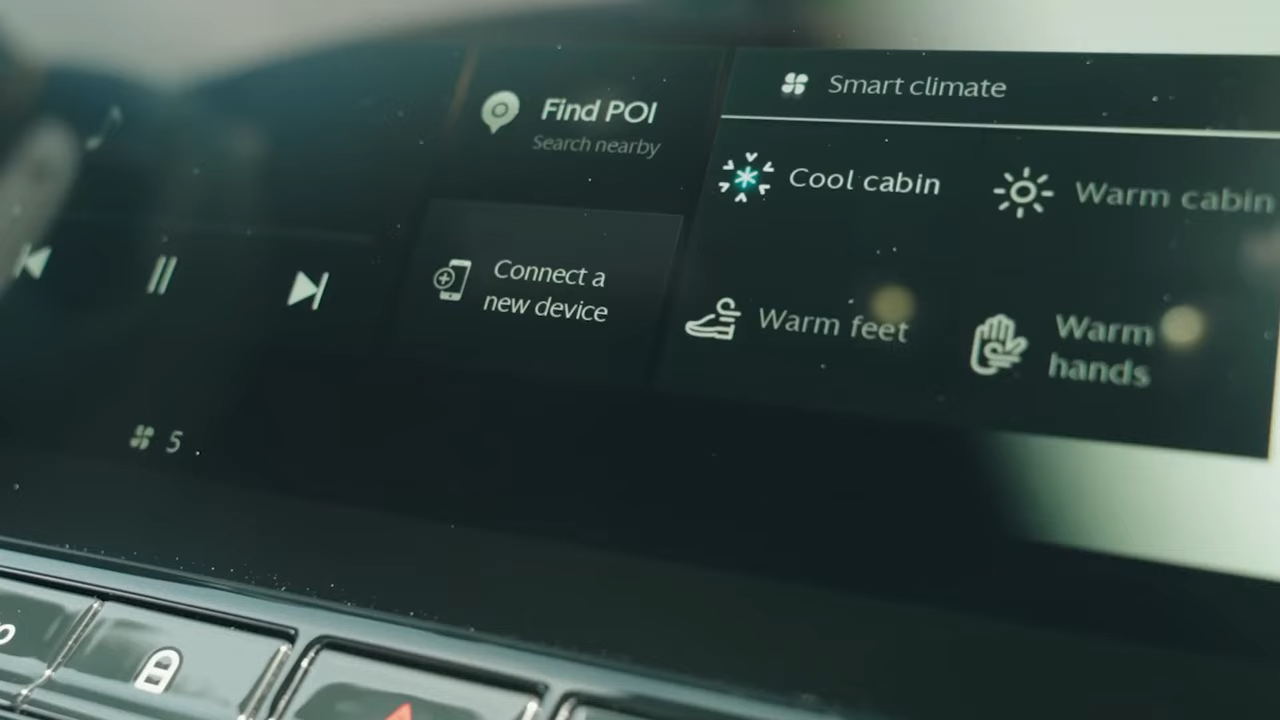 Find POI
Search nearby
Connect a
new device
5
Smart climate
Cool cabin
Warm cabin
Warm feet
Warm
hands